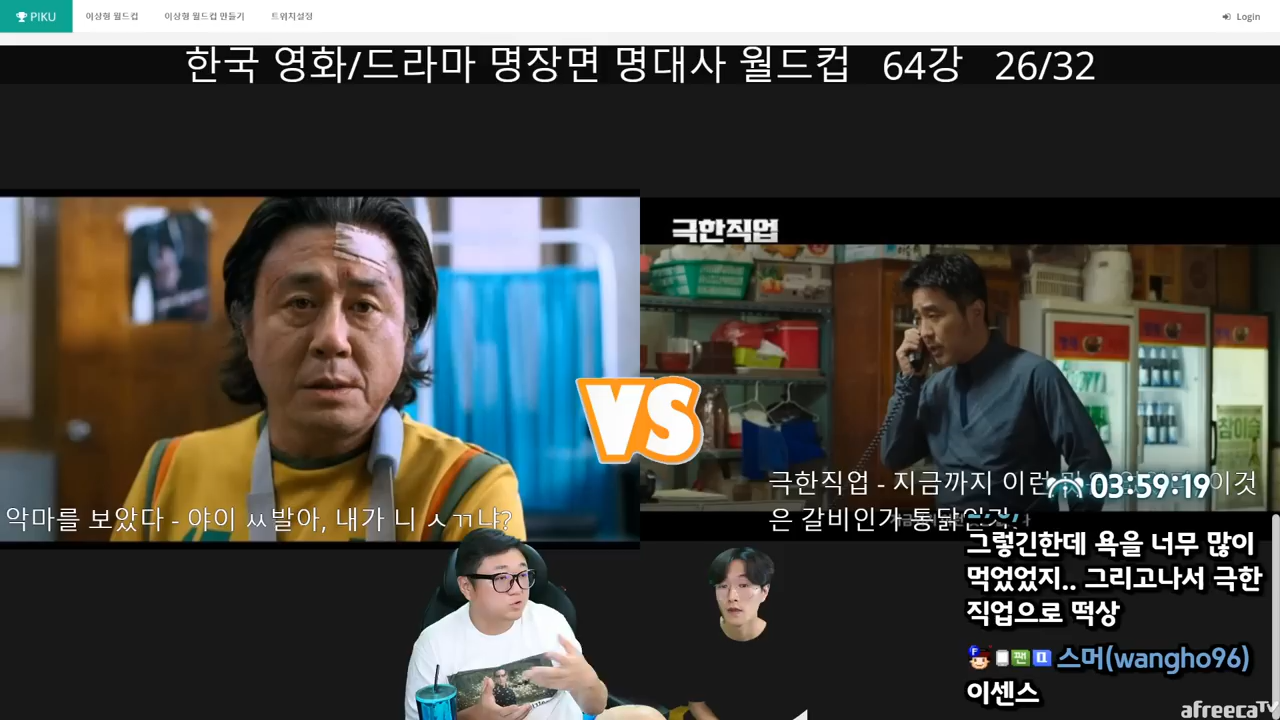 PIKU 이상형 월드컵 이상형 월드컵 만들기 트위치설정 Login
한국 영화/드라마 명장면 명대사 월드컵 64강 26/32
극한직업
VS
참이슬
악마를 보았다 - 야이 ㅆ발아, 내가 니 ㅅㄲ냐?
극한직업 - 지금까지 이런 이것
은 갈비인가 통닭인가
03:59:19
그렇긴한데 욕을 너무 많이
먹었었지.. 그리고나서 극한
직업으로 떡상
F 팬 스머(wangho96)
이센스
afreecaTV